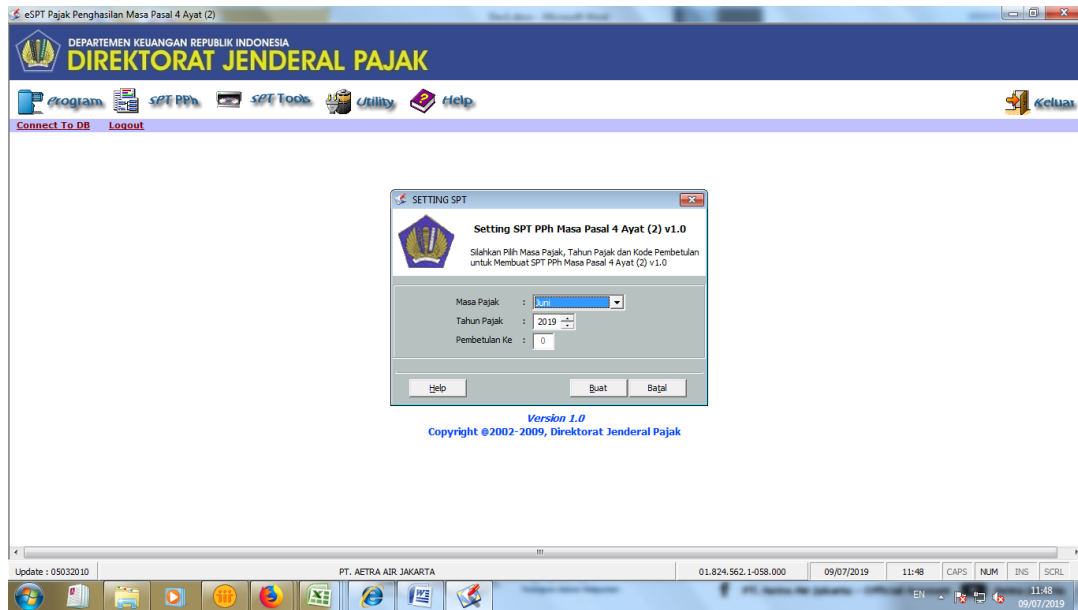 eSPT Pajak Penghasilan Masa Pasal 4 Ayat (2)
DEPARTEMEN KEUANGAN REPUBLIK INDONESIA
DIREKTORAT JENDERAL PAJAK
Program SPT PPh SPT Tools Utility Help Keluar
Connect To DB Logout
SETTING SPT
Setting SPT PPh Masa Pasal 4 Ayat (2) v1.0
Silahkan Pilih Masa Pajak, Tahun Pajak dan Kode Pembetulan
untuk Membuat SPT PPh Masa Pasal 4 Ayat (2) v1.0
Masa Pajak : Juni
Tahun Pajak : 2019
Pembetulan Ke : 0
Help Buat Batal
Version 1.0
Copyright @2002-2009, Direktorat Jenderal Pajak
Update : 05032010 PT. AETRA AIR JAKARTA 01.824.562.1-058.000 09/07/2019 11:48 CAPS NUM INS SCRL
EN 11:48
09/07/2019